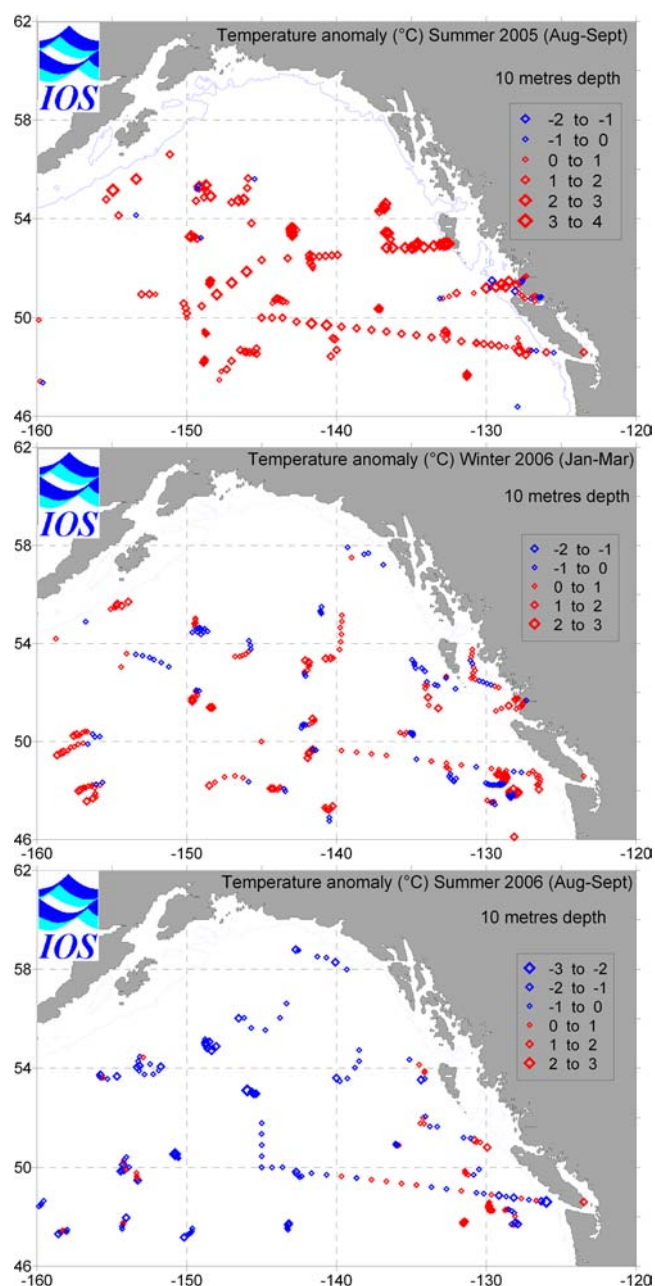 62
Temperature anomaly (°C) Summer 2005 (Aug-Sept)
IOS
10 metres depth
-2 to -1
-1 to 0
0 to 1
1 to 2
2 to 3
3 to 4
58
54
50
46
-160 -150 -140 -130 -120
62
Temperature anomaly (°C) Winter 2006 (Jan-Mar)
IOS
10 metres depth
-2 to -1
-1 to 0
0 to 1
1 to 2
2 to 3
58
54
50
46
-160 -150 -140 -130 -120
62
Temperature anomaly (°C) Summer 2006 (Aug-Sept)
IOS
10 metres depth
-3 to -2
-2 to -1
-1 to 0
0 to 1
1 to 2
2 to 3
58
54
50
46
-160 -150 -140 -130 -120